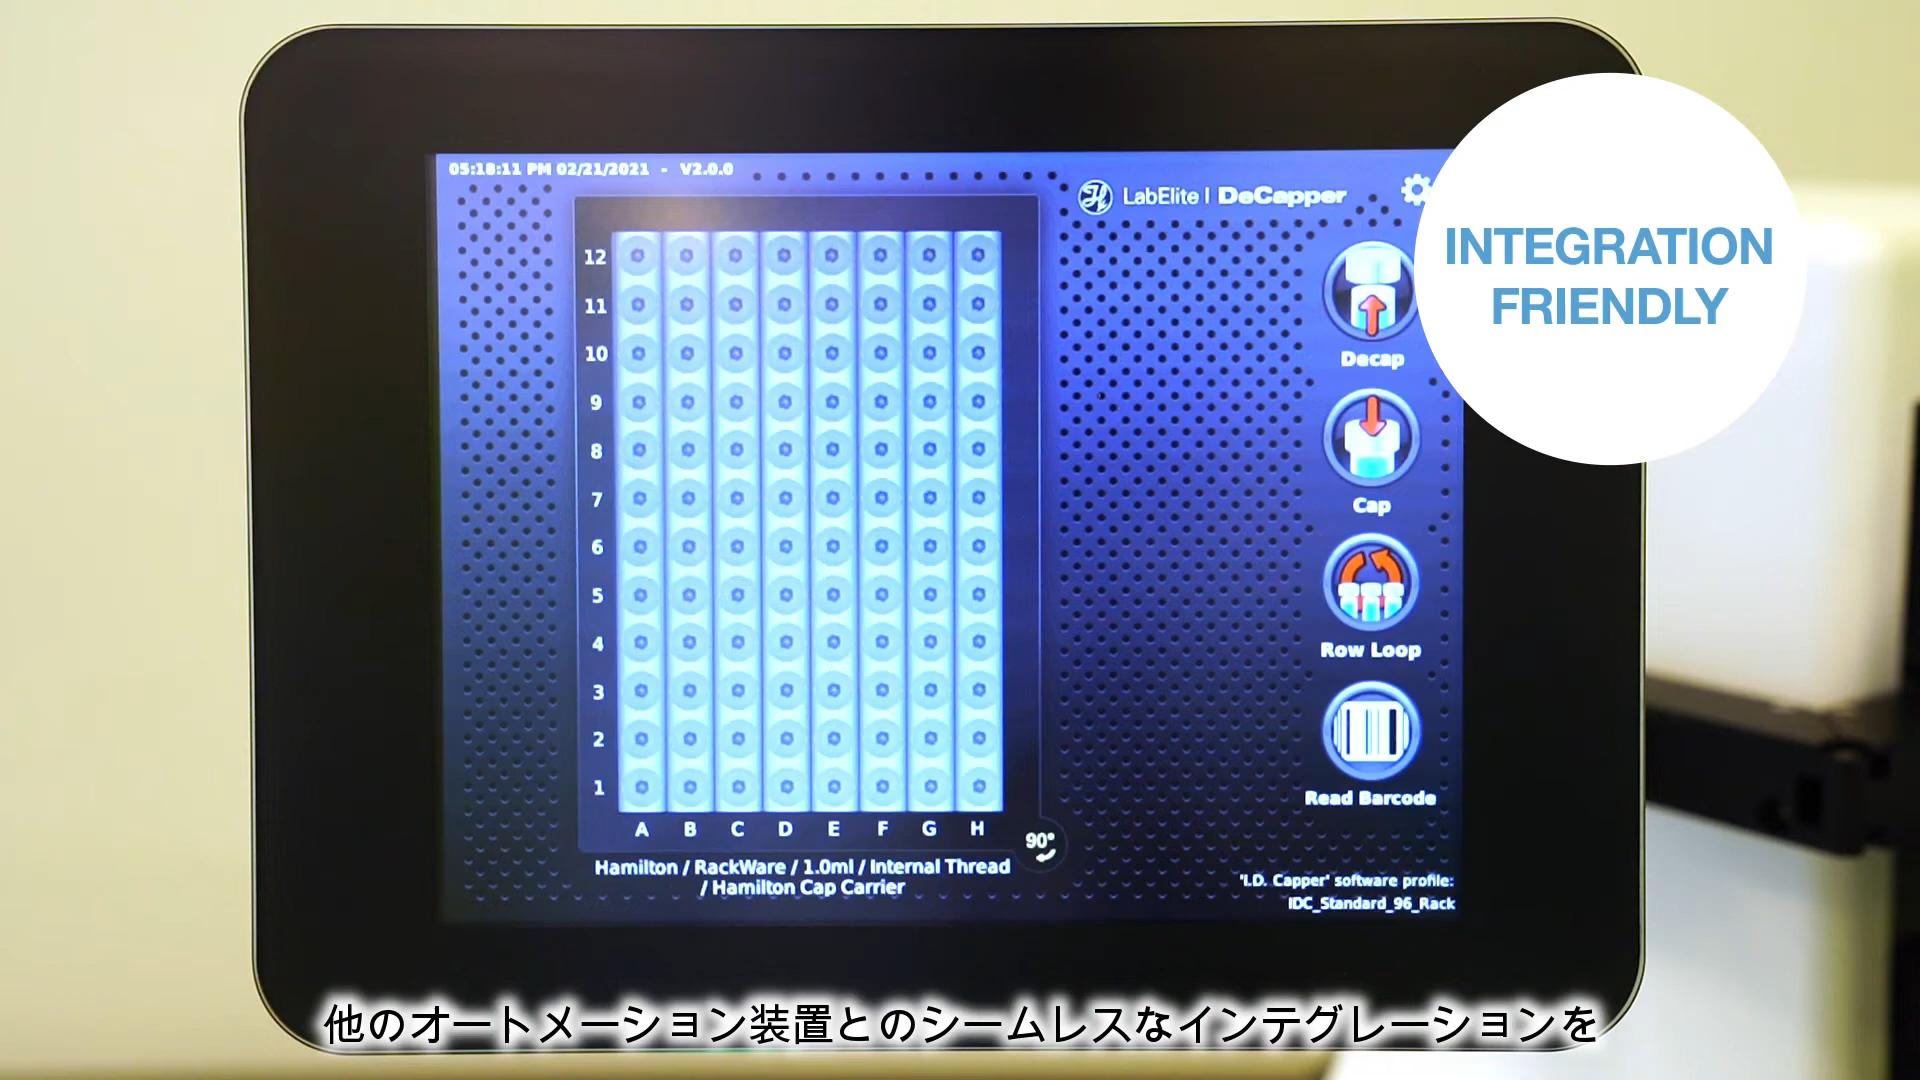 05:18:11 PM 02/21/2021 - V2.0.0
LabElite | DeCapper
INTEGRATION
FRIENDLY
12
11
10
9
8
7
6
5
4
3
2
1
A B C D E F G H
90°
Hamilton / RackWare / 1.0ml / Internal Thread
/ Hamilton Cap Carrier
Decap
Cap
Row Loop
Read Barcode
'I.D. Capper' software profile:
IDC_Standard_96_Rack
他のオートメーション装置とのシームレスなインテグレーションを